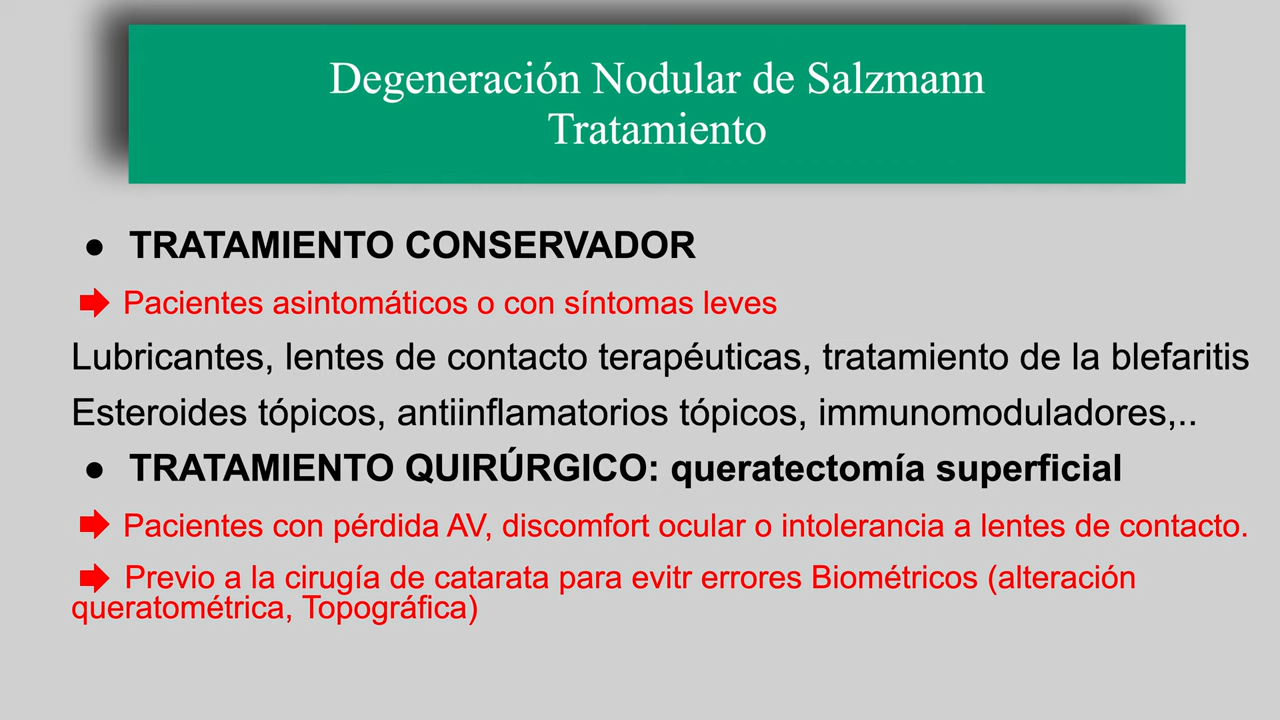 Degeneración Nodular de Salzmann
Tratamiento
● TRATAMIENTO CONSERVADOR
Pacientes asintomáticos o con síntomas leves
Lubricantes, lentes de contacto terapéuticas, tratamiento de la blefaritis
Esteroides tópicos, antiinflamatorios tópicos, immunomoduladores,..
● TRATAMIENTO QUIRÚRGICO: queratectomía superficial
Pacientes con pérdida AV, discomfort ocular o intolerancia a lentes de contacto.
Previo a la cirugía de catarata para evitr errores Biométricos (alteración
queratométrica, Topográfica)